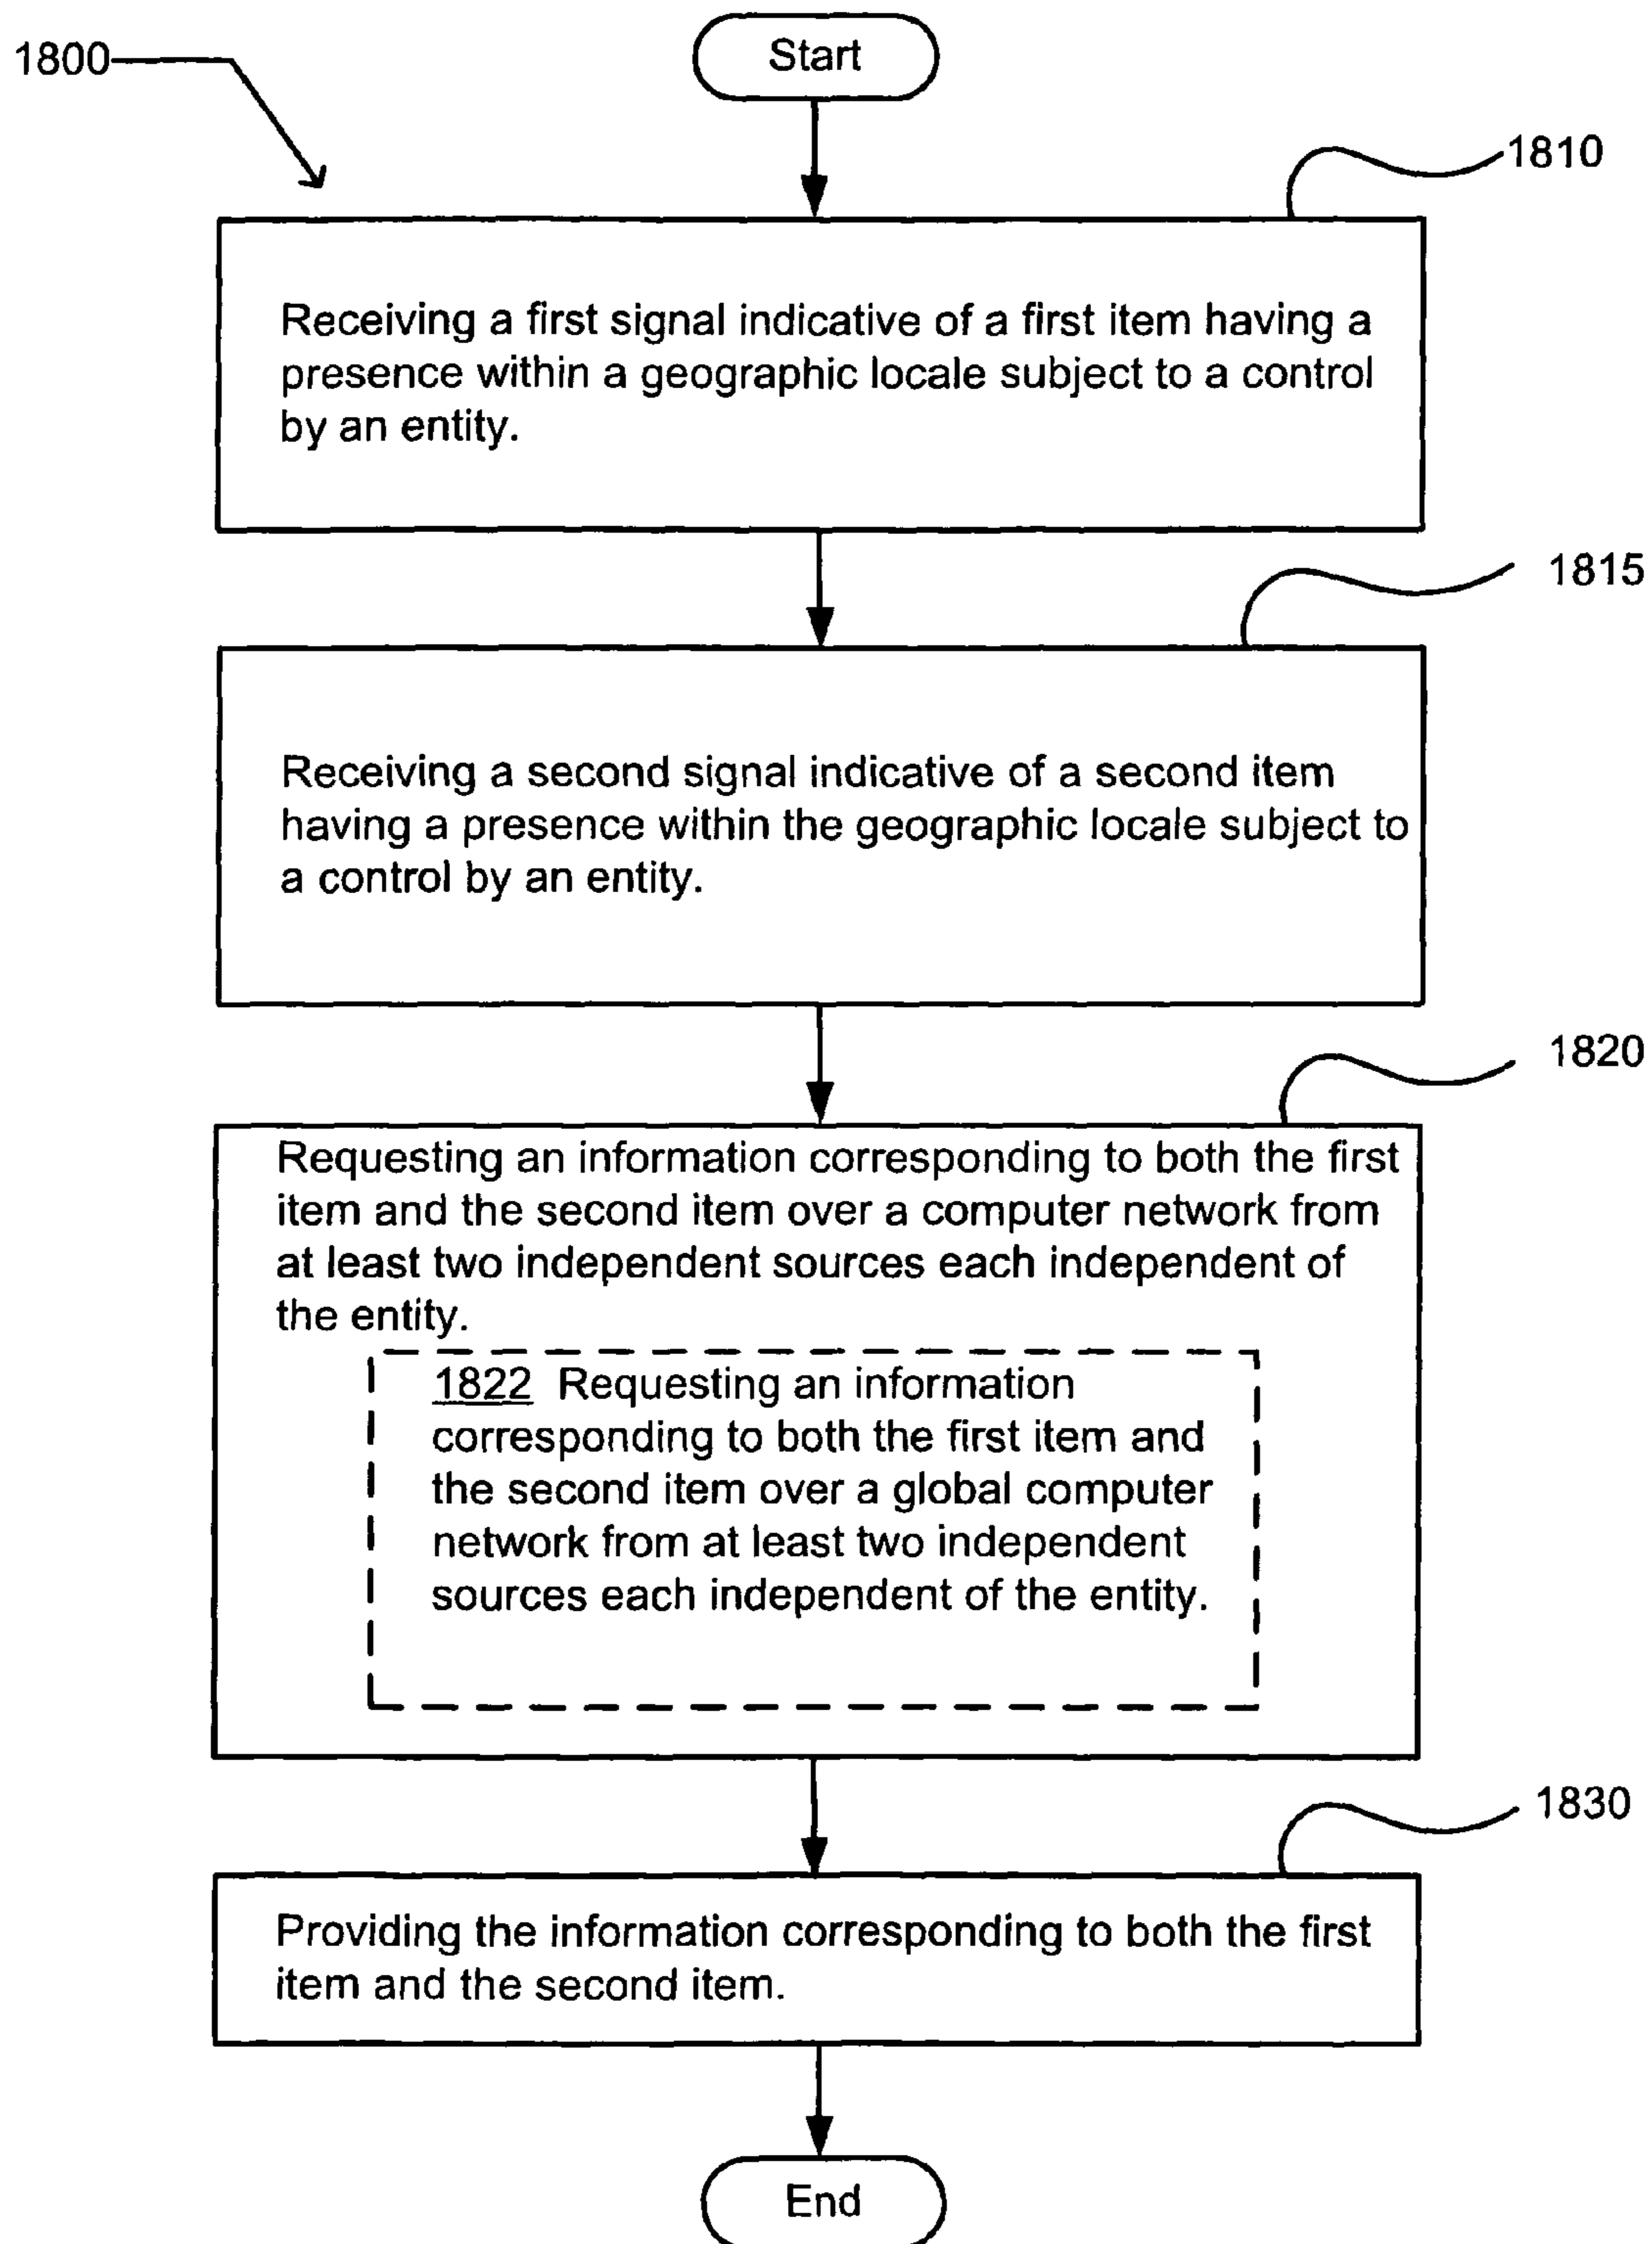 Start
1800
1810
Receiving a first signal indicative of a first item having a
presence within a geographic locale subject to a control
by an entity.
1815
Receiving a second signal indicative of a second item
having a presence within the geographic locale subject to
a control by an entity.
1820
Requesting an information corresponding to both the first
item and the second item over a computer network from
at least two independent sources each independent of
the entity.
1822 Requesting an information
corresponding to both the first item and
the second item over a global computer
network from at least two independent
sources each independent of the entity.
1830
Providing the information corresponding to both the first
item and the second item.
End